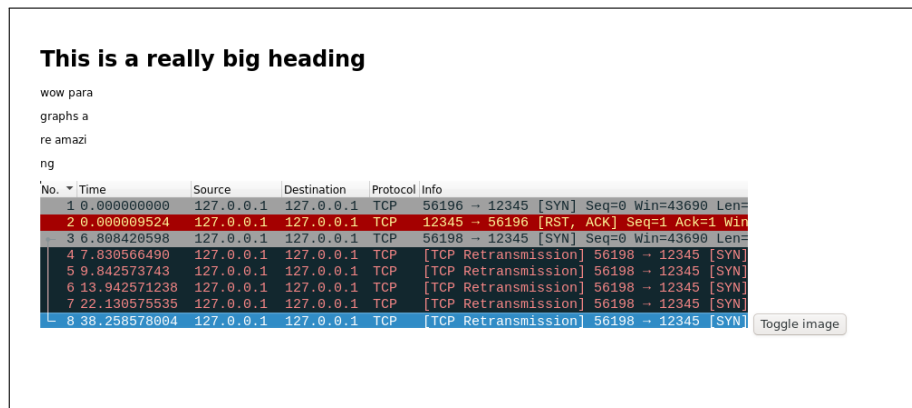 This is a really big heading
wow para
graphs a
re amazi
ng
No. Time Source Destination Protocol Info
1 0.000000000 127.0.0.1 127.0.0.1 TCP 56196 → 12345 [SYN] Seq=0 Win=43690 Len=
2 0.000009524 127.0.0.1 127.0.0.1 TCP 12345 → 56196 [RST, ACK] Seq=1 Ack=1 Win
3 6.808420598 127.0.0.1 127.0.0.1 TCP 56198 → 12345 [SYN] Seq=0 Win=43690 Len=
4 7.830566490 127.0.0.1 127.0.0.1 TCP [TCP Retransmission] 56198 → 12345 [SYN]
5 9.842573743 127.0.0.1 127.0.0.1 TCP [TCP Retransmission] 56198 → 12345 [SYN]
6 13.942571238 127.0.0.1 127.0.0.1 TCP [TCP Retransmission] 56198 → 12345 [SYN]
7 22.130575535 127.0.0.1 127.0.0.1 TCP [TCP Retransmission] 56198 → 12345 [SYN]
8 38.258578004 127.0.0.1 127.0.0.1 TCP [TCP Retransmission] 56198 → 12345 [SYN]
Toggle image